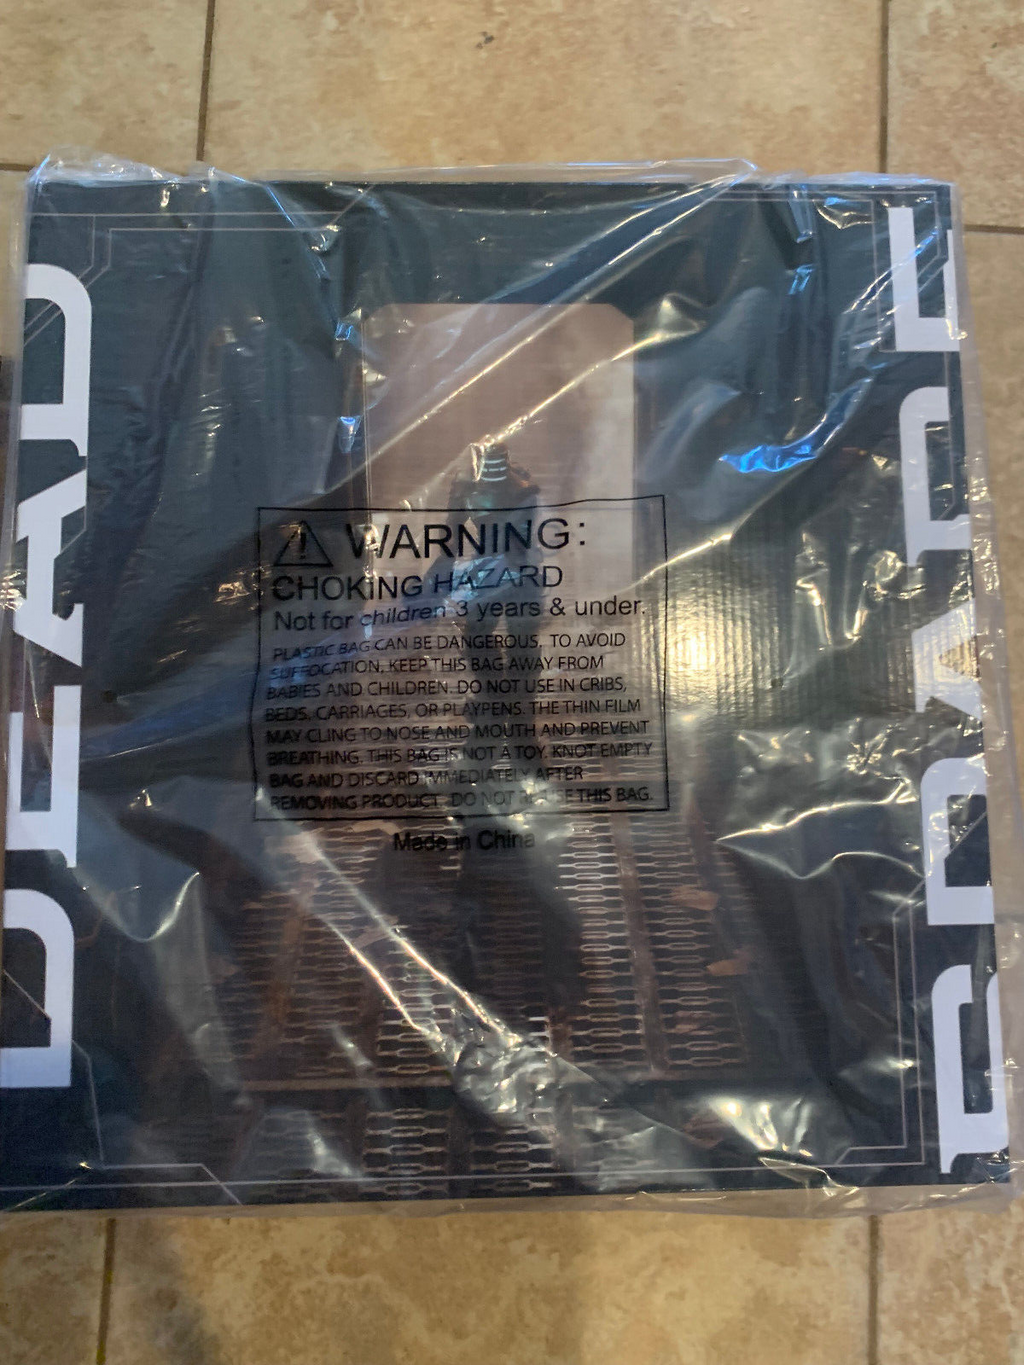 DEAD
SPACE
WARNING:
CHOKING HAZARD
Not for children 3 years & under.
PLASTIC BAG CAN BE DANGEROUS. TO AVOID
SUFFOCATION. KEEP THIS BAG AWAY FROM
BABIES AND CHILDREN. DO NOT USE IN CRIBS,
BEDS. CARRIAGES, OR PLAYPENS. THE THIN FILM
MAY CLING TO NOSE AND MOUTH AND PREVENT
BREATHING. THIS BAG IS NOT A TOY. KNOT EMPTY
BAG AND DISCARD IMMEDIATELY AFTER
REMOVING PRODUCT. DO NOT REUSE THIS BAG.
Made in China